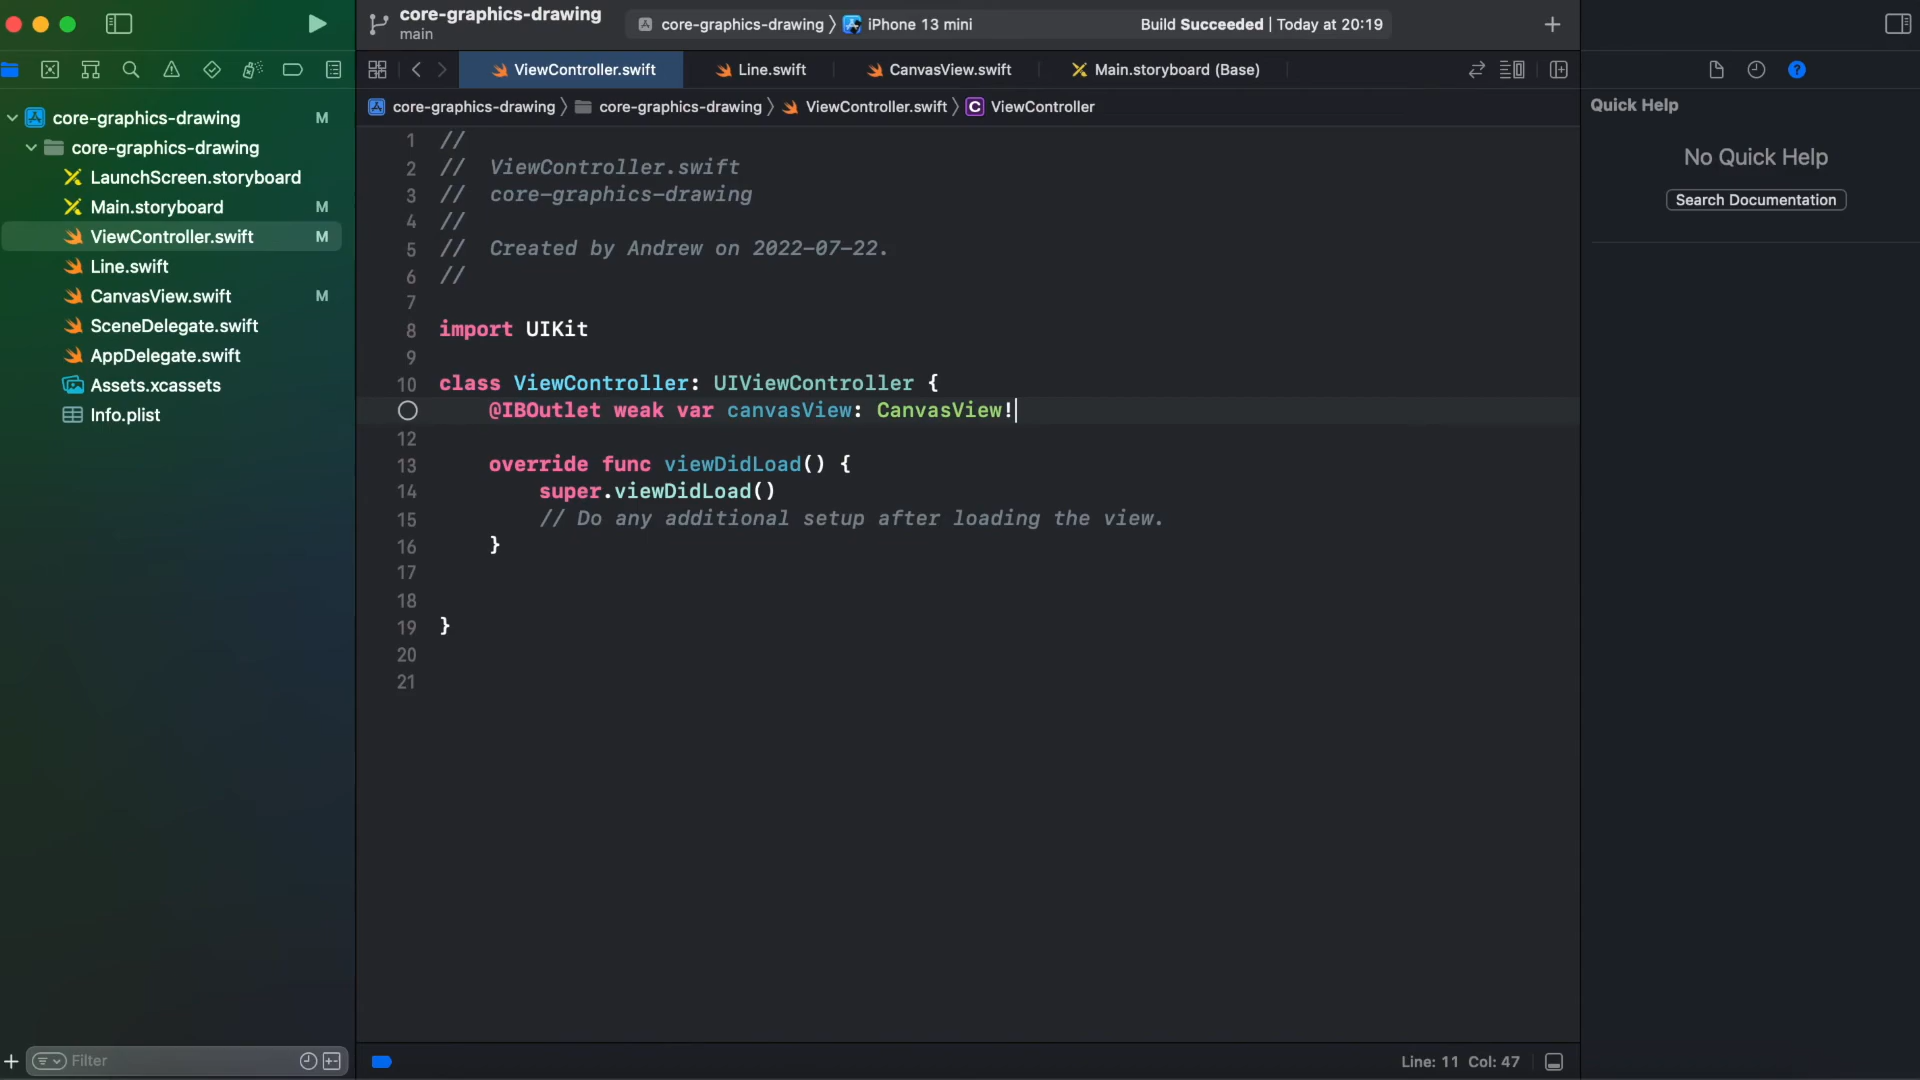 core-graphics-drawing
main
core-graphics-drawing
iPhone 13 mini
Build Succeeded | Today at 20:19
ViewController.swift
Line.swift
CanvasView.swift
Main.storyboard (Base)
core-graphics-drawing
core-graphics-drawing
ViewController.swift
C ViewController
core-graphics-drawing M
core-graphics-drawing
LaunchScreen.storyboard
Main.storyboard M
ViewController.swift M
Line.swift
CanvasView.swift M
SceneDelegate.swift
AppDelegate.swift
Assets.xcassets
Info.plist
Filter
1 //
2 //  ViewController.swift
3 //  core-graphics-drawing
4 //
5 //  Created by Andrew on 2022-07-22.
6 //
7
8 import UIKit
9
10 class ViewController: UIViewController {
@IBOutlet weak var canvasView: CanvasView!
12
13 override func viewDidLoad() {
14 super.viewDidLoad()
15 // Do any additional setup after loading the view.
16 }
17
18
19 }
20
21
Line: 11 Col: 47
Quick Help
No Quick Help
Search Documentation